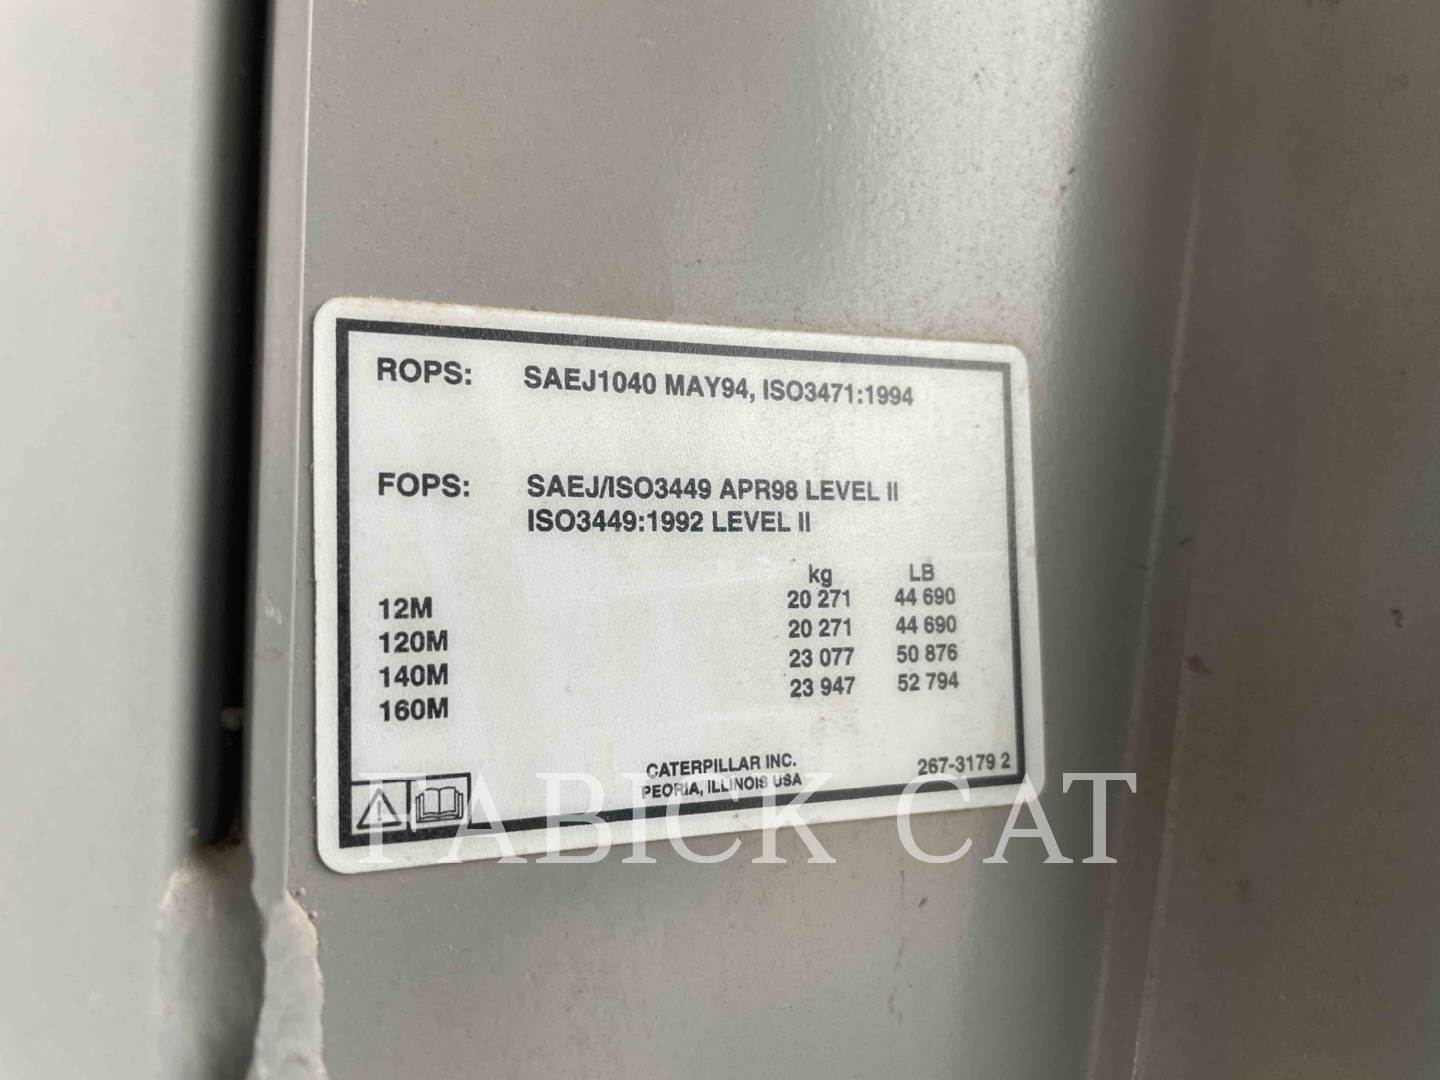 ROPS: SAEJ1040 MAY94, ISO3471:1994
FOPS: SAEJ/ISO3449 APR98 LEVEL II
ISO3449:1992 LEVEL II
kg LB
12M 20 271 44 690
120M 20 271 44 690
140M 23 077 50 876
160M 23 947 52 794
CATERPILLAR INC.
PEORIA, ILLINOIS USA
267-3179 2
FABICK CAT